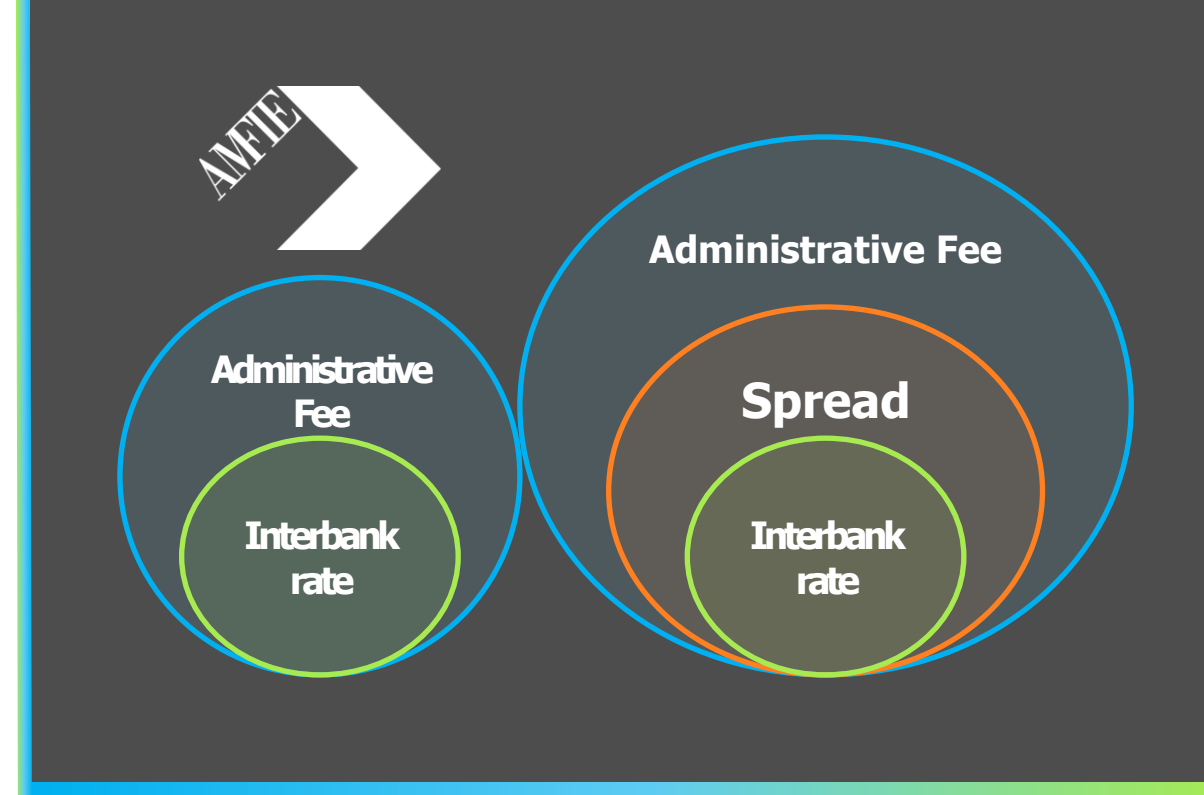 AMFIE
Administrative
Fee
Interbank
rate
Administrative Fee
Spread
Interbank
rate